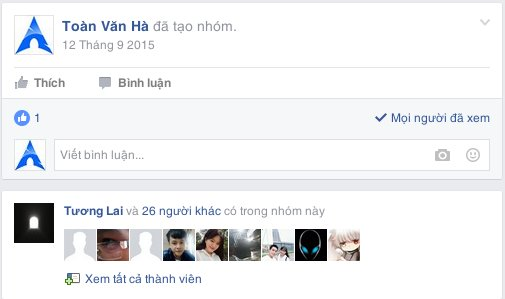 Toàn Văn Hà đã tạo nhóm.
12 Tháng 9 2015
Thích Bình luận
1 Mọi người đã xem
Viết bình luận...
Tương Lai và 26 người khác có trong nhóm này
Xem tất cả thành viên